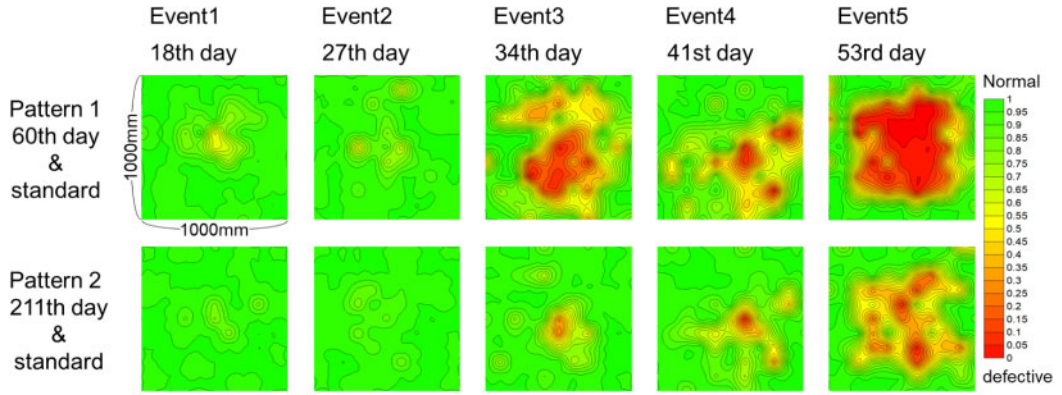 Event1 Event2 Event3 Event4 Event5
18th day 27th day 34th day 41st day 53rd day
Pattern 1
60th day
&
standard
1000mm
1000mm
Pattern 2
211th day
&
standard
Normal
1
0.95
0.9
0.85
0.8
0.75
0.7
0.65
0.6
0.55
0.5
0.45
0.4
0.35
0.3
0.25
0.2
0.15
0.1
0.05
0
defective